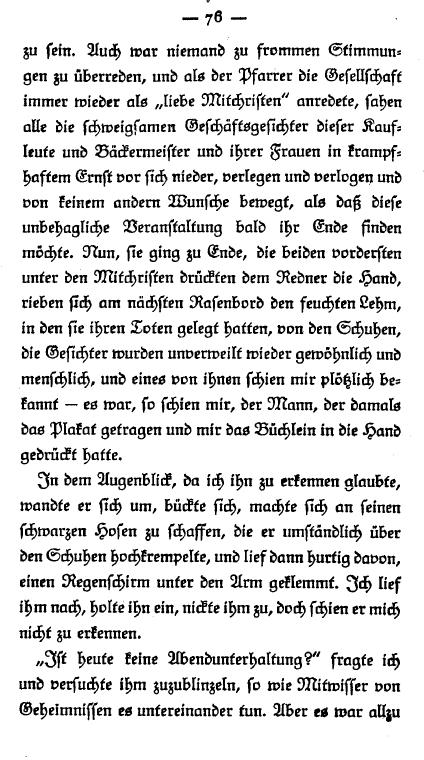 — 76 —
zu sein. Auch war niemand zu frommen Stimmun-
gen zu überreden, und als der Pfarrer die Gesellschaft
immer wieder als „liebe Mitchristen“ anredete, sahen
alle die schweigsamen Geschäftsgesichter dieser Kauf-
leute und Bäckermeister und ihrer Frauen in krampf-
haftem Ernst vor sich nieder, verlegen und verlogen und
von keinem andern Wunsche bewegt, als daß diese
unbehagliche Veranstaltung bald ihr Ende finden
möchte. Nun, sie ging zu Ende, die beiden vordersten
unter den Mitchristen drückten dem Redner die Hand,
rieben sich am nächsten Rasenbord den feuchten Lehm,
in den sie ihren Toten gelegt hatten, von den Schuhen,
die Gesichter wurden unverweilt wieder gewöhnlich und
menschlich, und eines von ihnen schien mir plötzlich be-
kannt — es war, so schien mir, der Mann, der damals
das Plakat getragen und mir das Büchlein in die Hand
gedrückt hatte.
In dem Augenblick, da ich ihn zu erkennen glaubte,
wandte er sich um, bückte sich, machte sich an seinen
schwarzen Hosen zu schaffen, die er umständlich über
den Schuhen hochkrempelte, und lief dann hurtig davon,
einen Regenschirm unter den Arm geklemmt. Ich lief
ihm nach, holte ihn ein, nickte ihm zu, doch schien er mich
nicht zu erkennen.
„Ist heute keine Abendunterhaltung?“ fragte ich
und versuchte ihm zuzublinzeln, so wie Mitwisser von
Geheimnissen es untereinander tun. Aber es war allzu